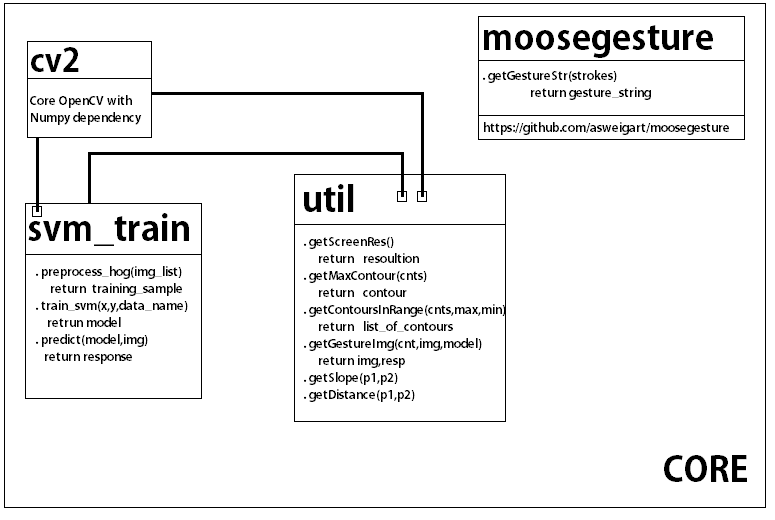 cv2
Core OpenCV with
Numpy dependency
moosegesture
. getGestureStr(strokes)
return gesture_string
https://github.com/asweigart/moosegesture
svm_train
. preprocess_hog(img_list)
return training_sample
. train_svm(x,y,data_name)
retrun model
. predict(model,img)
return response
util
. getScreenRes()
return resoultion
. getMaxContour(cnts)
return contour
. getContoursInRange(cnts,max,min)
return list_of_contours
. getGestureImg(cnt,img,model)
return img,resp
. getSlope(p1,p2)
. getDistance(p1,p2)
CORE